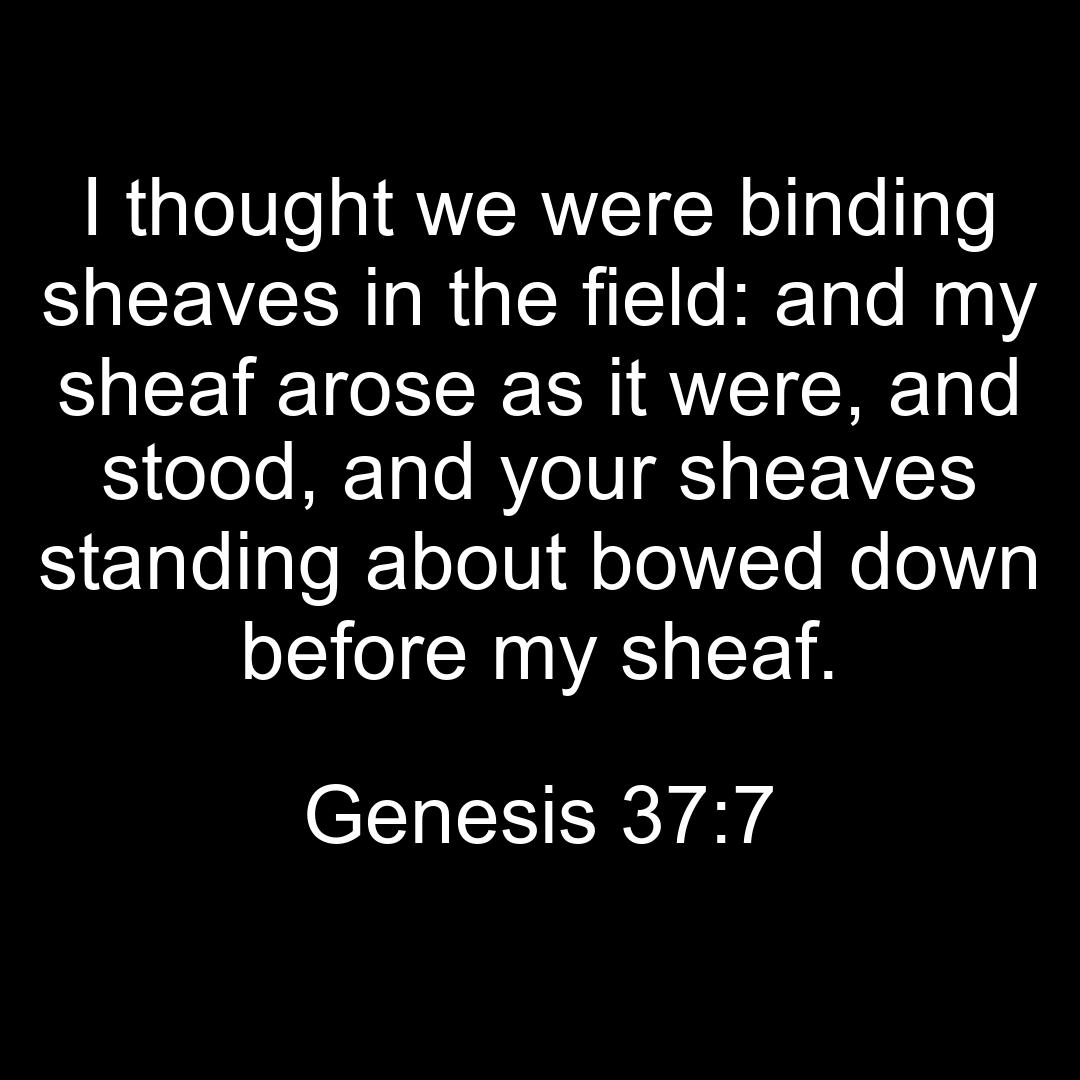 I thought we were binding
sheaves in the field: and my
sheaf arose as it were, and
stood, and your sheaves
standing about bowed down
before my sheaf.
Genesis 37:7